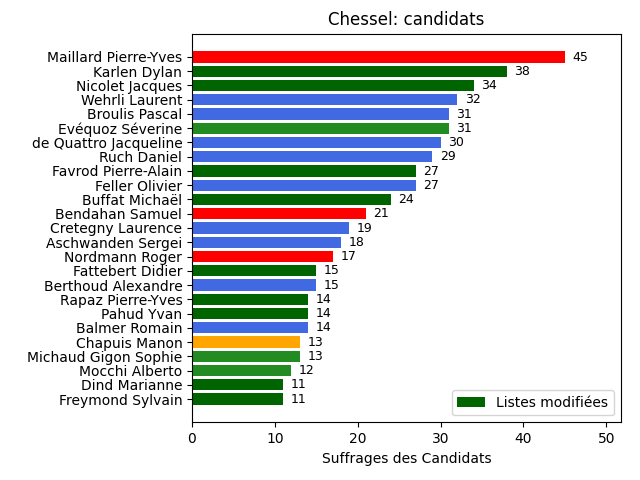 Chessel: candidats
Maillard Pierre-Yves 45
Karlen Dylan 38
Nicolet Jacques 34
Wehrli Laurent 32
Broulis Pascal 31
Evéquoz Séverine 31
de Quattro Jacqueline 30
Ruch Daniel 29
Favrod Pierre-Alain 27
Feller Olivier 27
Buffat Michaël 24
Bendahan Samuel 21
Cretegny Laurence 19
Aschwanden Sergei 18
Nordmann Roger 17
Fattebert Didier 15
Berthoud Alexandre 15
Rapaz Pierre-Yves 14
Pahud Yvan 14
Balmer Romain 14
Chapuis Manon 13
Michaud Gigon Sophie 13
Mocchi Alberto 12
Dind Marianne 11
Freymond Sylvain 11
Listes modifiées
0 10 20 30 40 50
Suffrages des Candidats